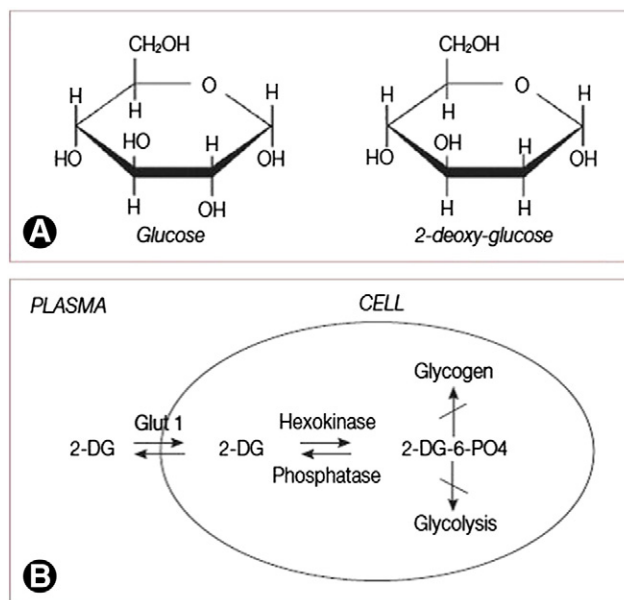 CH2OH
CH2OH
H
O
H
H
O
H
H
H
HO
H
OH
H
HO
OH
HO
OH
H
OH
H
H
A
Glucose
2-deoxy-glucose
PLASMA
CELL
Glycogen
Glut 1
Hexokinase
2-DG
2-DG
2-DG-6-PO4
Phosphatase
Glycolysis
B